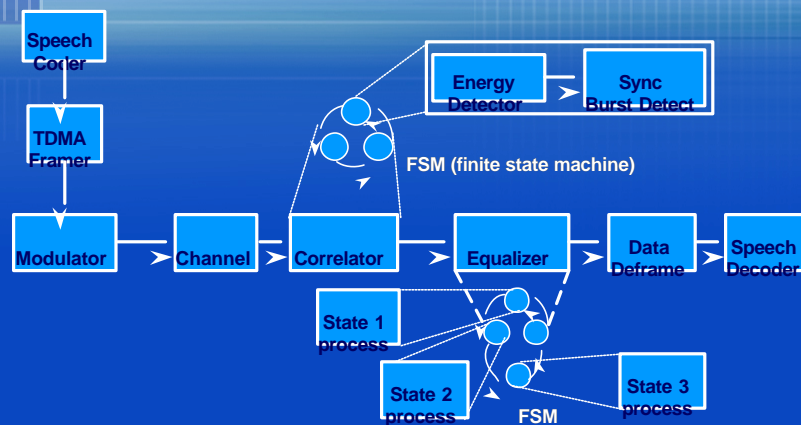 Speech
Coder
Energy
Detector
Sync
Burst Detect
TDMA
Framer
FSM (finite state machine)
Modulator
Channel
Correlator
Equalizer
Data
Deframe
Speech
Decoder
State 1
process
State 2
process
State 3
process
FSM